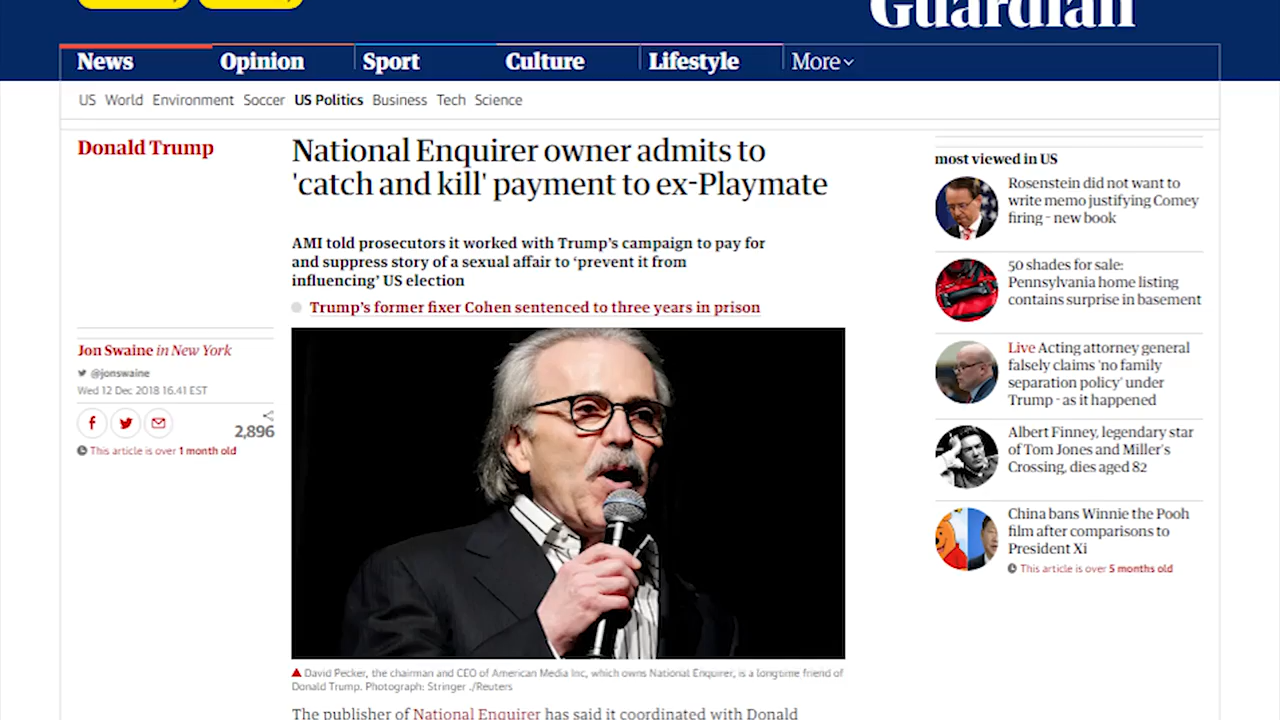 Guardian
News
Opinion
Sport
Culture
Lifestyle
More
US World Environment Soccer US Politics Business Tech Science
Donald Trump
National Enquirer owner admits to
'catch and kill' payment to ex-Playmate
AMI told prosecutors it worked with Trump's campaign to pay for
and suppress story of a sexual affair to ‘prevent it from
influencing’ US election
Trump's former fixer Cohen sentenced to three years in prison
Jon Swaine in New York
@jonswaine
Wed 12 Dec 2018 16.41 EST
2,896
This article is over 1 month old
David Pecker, the chairman and CEO of American Media Inc, which owns National Enquirer, is a longtime friend of
Donald Trump. Photograph: Stringer ./Reuters
The publisher of National Enquirer has said it coordinated with Donald
most viewed in US
Rosenstein did not want to
write memo justifying Comey
firing – new book
50 shades for sale:
Pennsylvania home listing
contains surprise in basement
Live Acting attorney general
falsely claims 'no family
separation policy' under
Trump - as it happened
Albert Finney, legendary star
of Tom Jones and Miller's
Crossing, dies aged 82
China bans Winnie the Pooh
film after comparisons to
President Xi
This article is over 5 months old